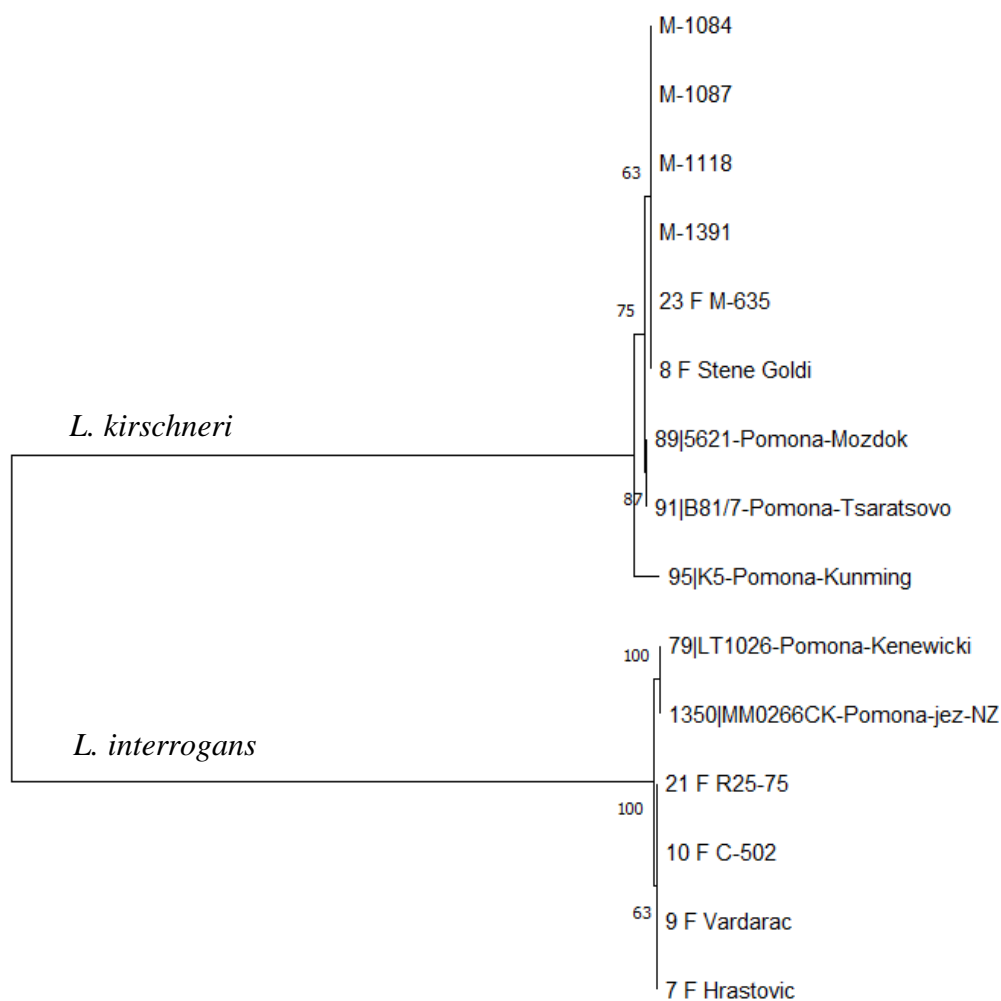 M-1084
M-1087
63
M-1118
M-1391
23 F M-635
75
8 F Stene Goldi
L. kirschneri
89|5621-Pomona-Mozdok
87
91|B81/7-Pomona-Tsaratsovo
95|K5-Pomona-Kunming
79|LT1026-Pomona-Kenewicki
100
1350|MM0266CK-Pomona-jez-NZ
L. interrogans
21 F R25-75
100
10 F C-502
63
9 F Vardarac
7 F Hrastovic